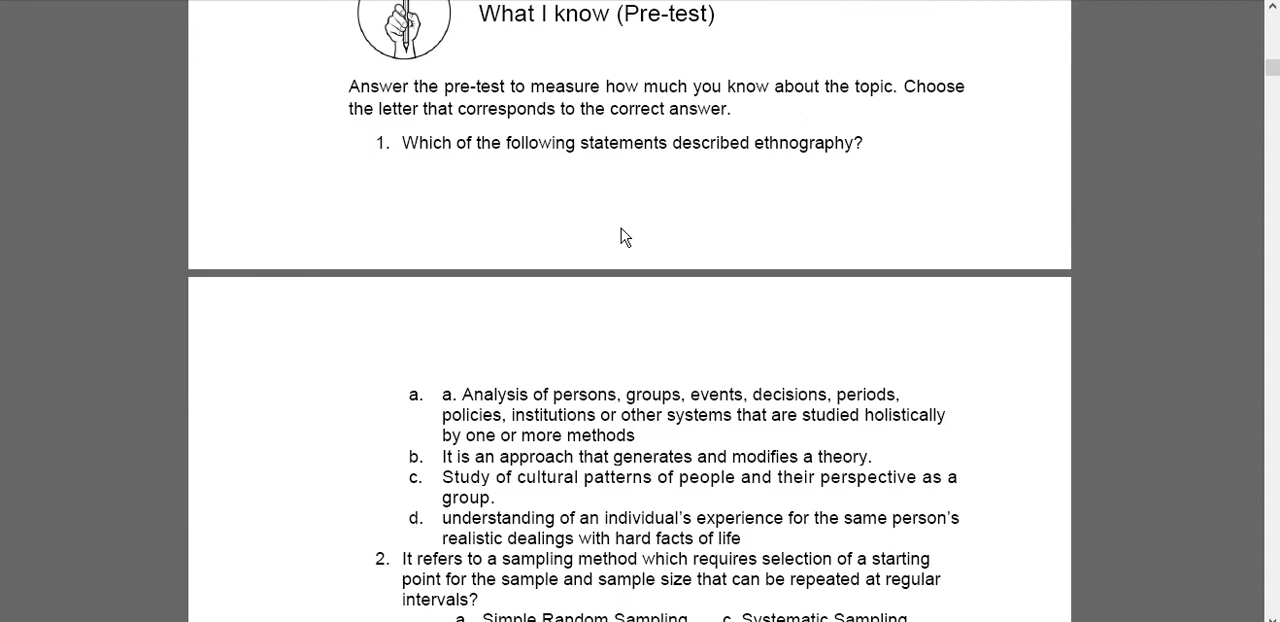 What I know (Pre-test)
Answer the pre-test to measure how much you know about the topic. Choose
the letter that corresponds to the correct answer.
1. Which of the following statements described ethnography?
a. a. Analysis of persons, groups, events, decisions, periods,
policies, institutions or other systems that are studied holistically
by one or more methods
b. It is an approach that generates and modifies a theory.
c. Study of cultural patterns of people and their perspective as a
group.
d. understanding of an individual’s experience for the same person’s
realistic dealings with hard facts of life
2. It refers to a sampling method which requires selection of a starting
point for the sample and sample size that can be repeated at regular
intervals?
a. Simple Random Sampling c. Systematic Sampling